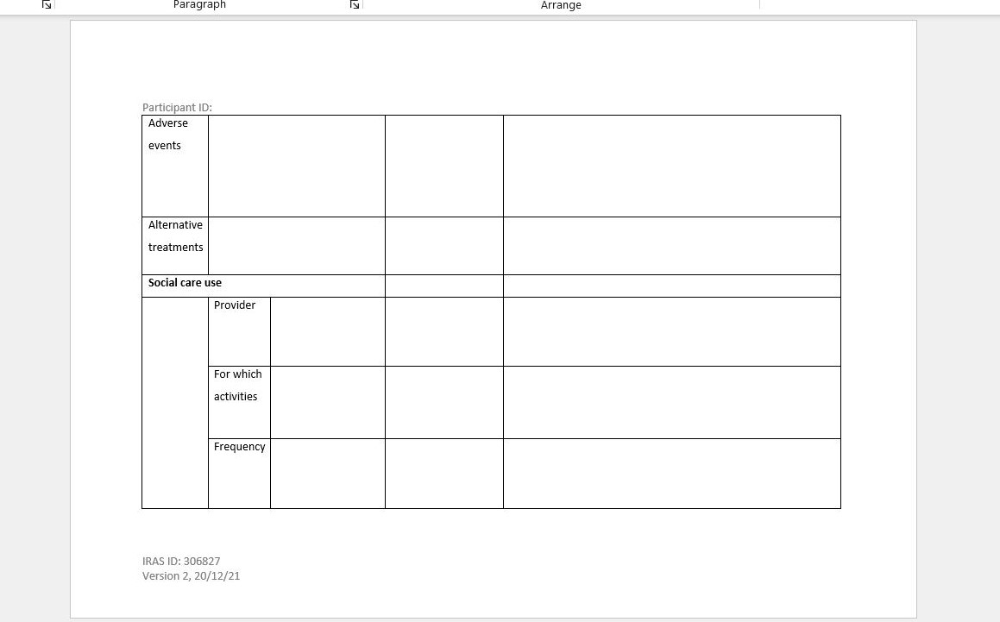 Paragraph
Arrange
Participant ID:
Adverse
events
Alternative
treatments
Social care use
Provider
For which
activities
Frequency
IRAS ID: 306827
Version 2, 20/12/21